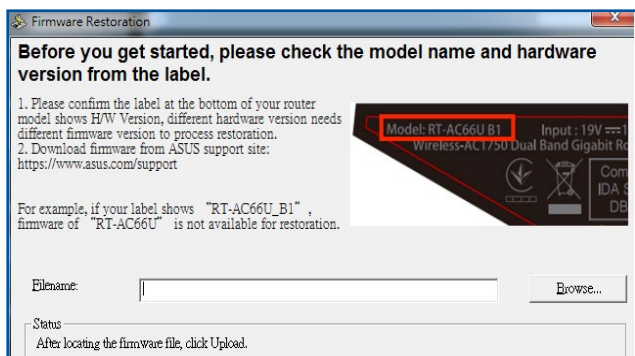 Firmware Restoration
Before you get started, please check the model name and hardware
version from the label.
1. Please confirm the label at the bottom of your router
model shows H/W Version, different hardware version needs
different firmware version to process restoration.
2. Download firmware from ASUS support site:
https://www.asus.com/support
For example, if your label shows “RT-AC66U_B1” ,
firmware of “RT-AC66U” is not available for restoration.
Model: RT-AC66U B1 Input : 19V
Wireless-AC1750 Dual Band Gigabit Ro
Com
IDA S
DB
Filename:
Browse...
Status
After locating the firmware file, click Upload.